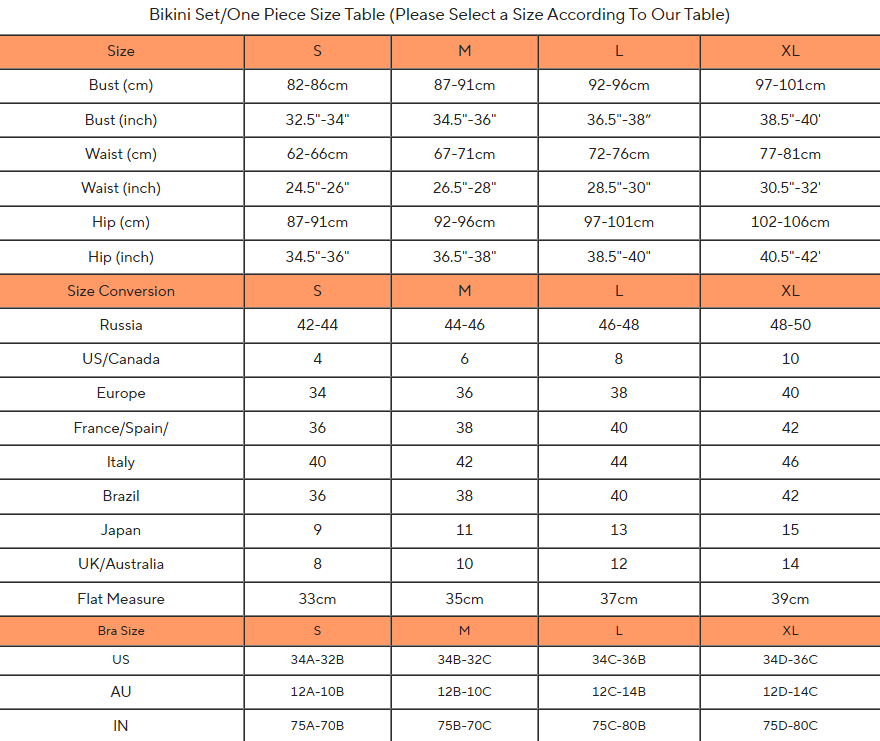 Bikini Set/One Piece Size Table (Please Select a Size According To Our Table)
Size S M L XL
Bust (cm) 82-86cm 87-91cm 92-96cm 97-101cm
Bust (inch) 32.5"-34" 34.5"-36" 36.5"-38” 38.5"-40'
Waist (cm) 62-66cm 67-71cm 72-76cm 77-81cm
Waist (inch) 24.5"-26" 26.5"-28" 28.5"-30" 30.5"-32'
Hip (cm) 87-91cm 92-96cm 97-101cm 102-106cm
Hip (inch) 34.5"-36" 36.5"-38" 38.5"-40" 40.5"-42'
Size Conversion S M L XL
Russia 42-44 44-46 46-48 48-50
US/Canada 4 6 8 10
Europe 34 36 38 40
France/Spain/ 36 38 40 42
Italy 40 42 44 46
Brazil 36 38 40 42
Japan 9 11 13 15
UK/Australia 8 10 12 14
Flat Measure 33cm 35cm 37cm 39cm
Bra Size S M L XL
US 34A-32B 34B-32C 34C-36B 34D-36C
AU 12A-10B 12B-10C 12C-14B 12D-14C
IN 75A-70B 75B-70C 75C-80B 75D-80C